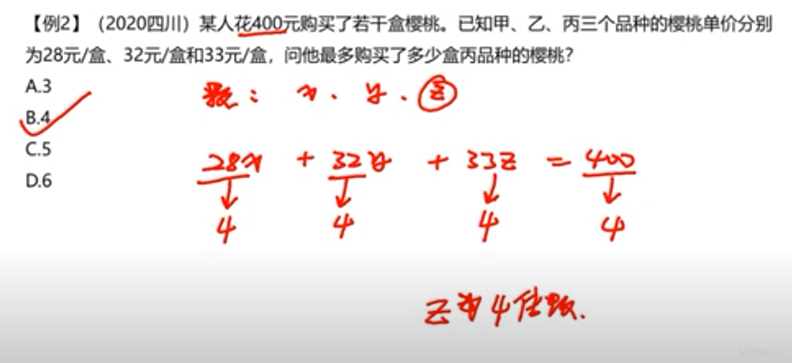 【例2】（2020四川）某人花400元购买了若干盒樱桃。已知甲、乙、丙三个品种的樱桃单价分别
为28元/盒、32元/盒和33元/盒，问他最多购买了多少盒丙品种的樱桃？
A.3
B.4
C.5
D.6
数： x、y、z
28x + 32y + 33z = 400
4 4 4 4
z为4倍数.